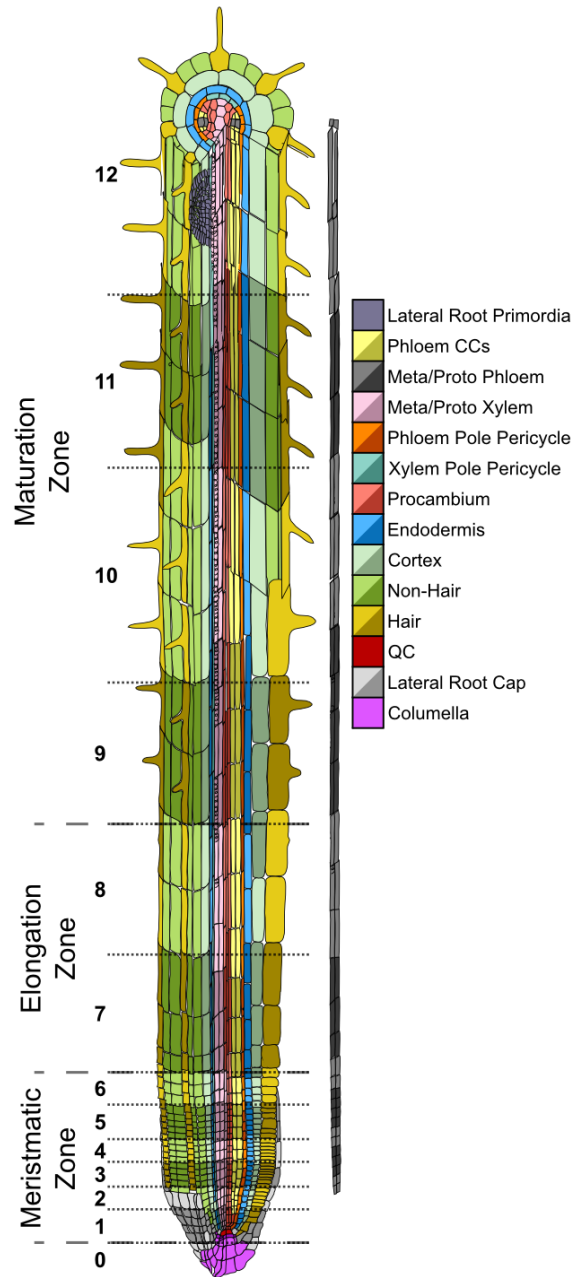 12
11
10
9
8
7
6
5
4
3
2
1
0
Maturation
Zone
Elongation
Zone
Meristmatic
Zone
Lateral Root Primordia
Phloem CCs
Meta/Proto Phloem
Meta/Proto Xylem
Phloem Pole Pericycle
Xylem Pole Pericycle
Procambium
Endodermis
Cortex
Non-Hair
Hair
QC
Lateral Root Cap
Columella